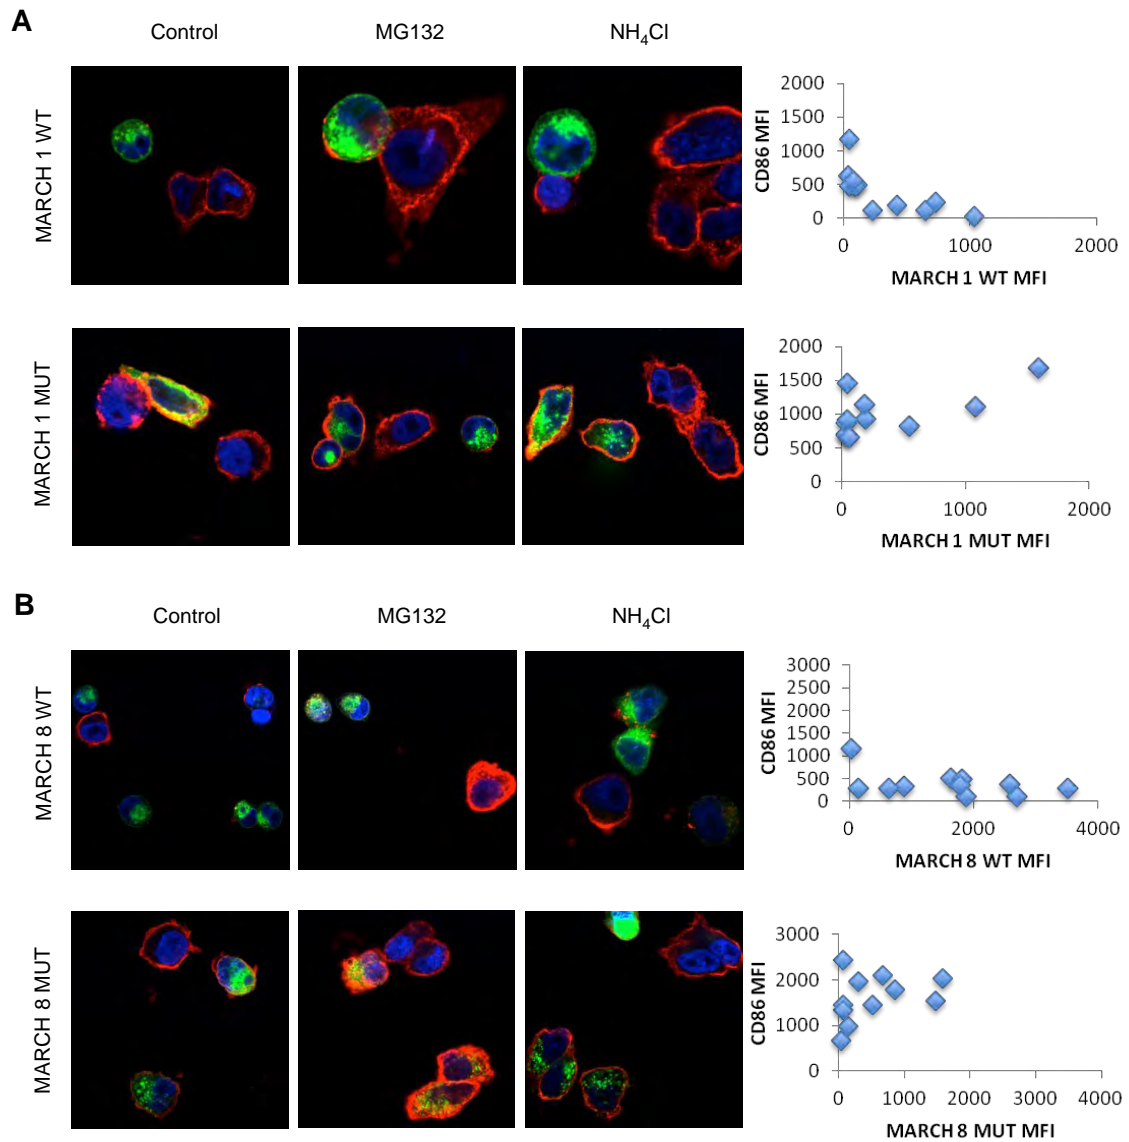 A
Control
MG132
NH4Cl
MARCH 1 WT
2000
1500
1000
500
0
CD86 MFI
0 1000 2000
MARCH 1 WT MFI
MARCH 1 MUT
2000
1500
1000
500
0
CD86 MFI
0 1000 2000
MARCH 1 MUT MFI
B
Control
MG132
NH4Cl
MARCH 8 WT
3000
2500
2000
1500
1000
500
0
CD86 MFI
0 2000 4000
MARCH 8 WT MFI
MARCH 8 MUT
3000
2000
1000
0
CD86 MFI
0 1000 2000 3000 4000
MARCH 8 MUT MFI